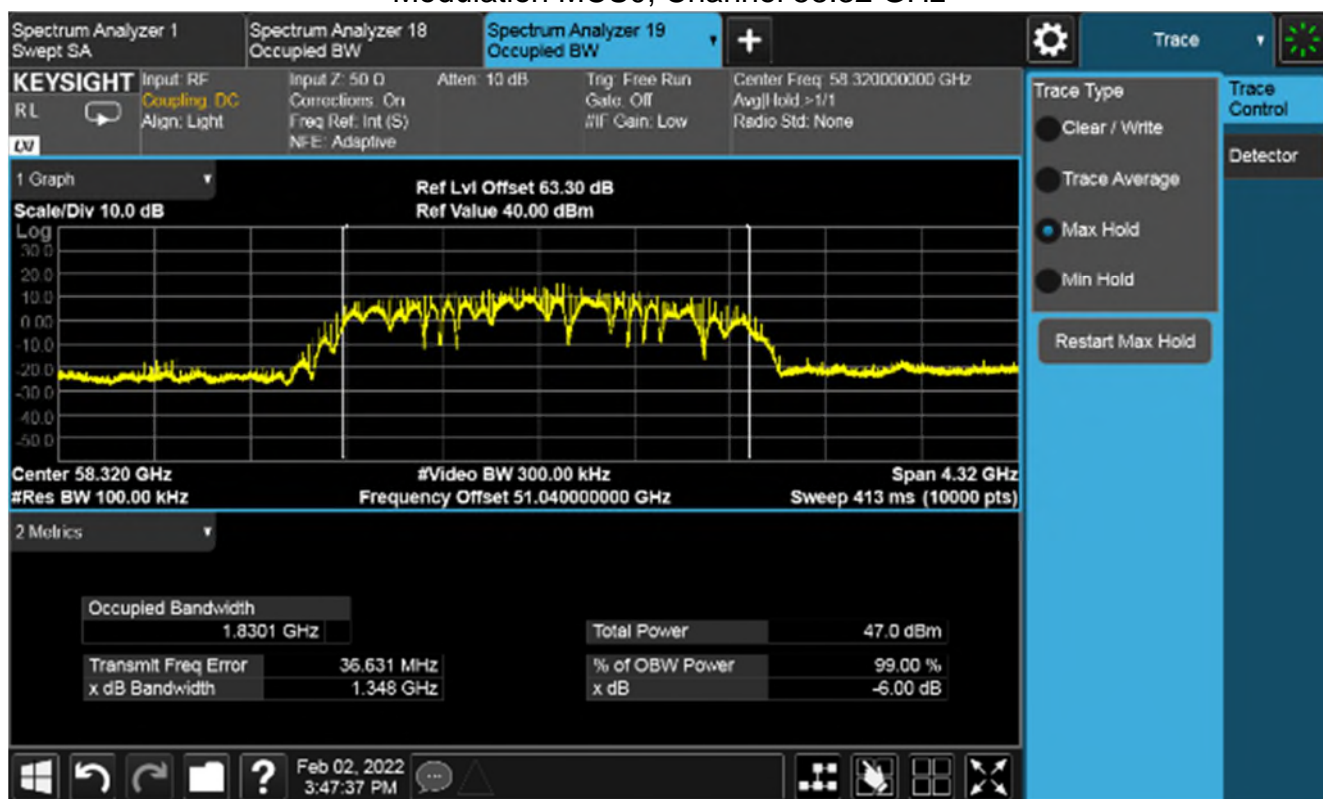 Modulation MCS9, Channel 58.32 GHz
Spectrum Analyzer 1
Swept SA
Spectrum Analyzer 18
Occupied BW
Spectrum Analyzer 19
Occupied BW
Trace
KEYSIGHT
RL
LXI
Input: RF
Coupling: DC
Align: Light
Input Z: 50 Ω
Corrections: On
Freq Ref: Int (S)
NFE: Adaptive
Atten: 10 dB
Trig: Free Run
Gate: Off
#IF Gain: Low
Center Freq: 58.320000000 GHz
Avg|Hold:>1/1
Radio Std: None
Trace Type
Clear / Write
Trace Average
Max Hold
Min Hold
Restart Max Hold
Trace
Control
Detector
1 Graph
Scale/Div 10.0 dB
Ref Lvl Offset 63.30 dB
Ref Value 40.00 dBm
Log
30.0
20.0
10.0
0.00
-10.0
-20.0
-30.0
-40.0
-50.0
Center 58.320 GHz
#Video BW 300.00 kHz
Span 4.32 GHz
#Res BW 100.00 kHz
Frequency Offset 51.040000000 GHz
Sweep 413 ms (10000 pts)
2 Metrics
Occupied Bandwidth
1.8301 GHz
Total Power 47.0 dBm
Transmit Freq Error 36.631 MHz
% of OBW Power 99.00 %
x dB Bandwidth 1.348 GHz
x dB -6.00 dB
?
Feb 02, 2022
3:47:37 PM